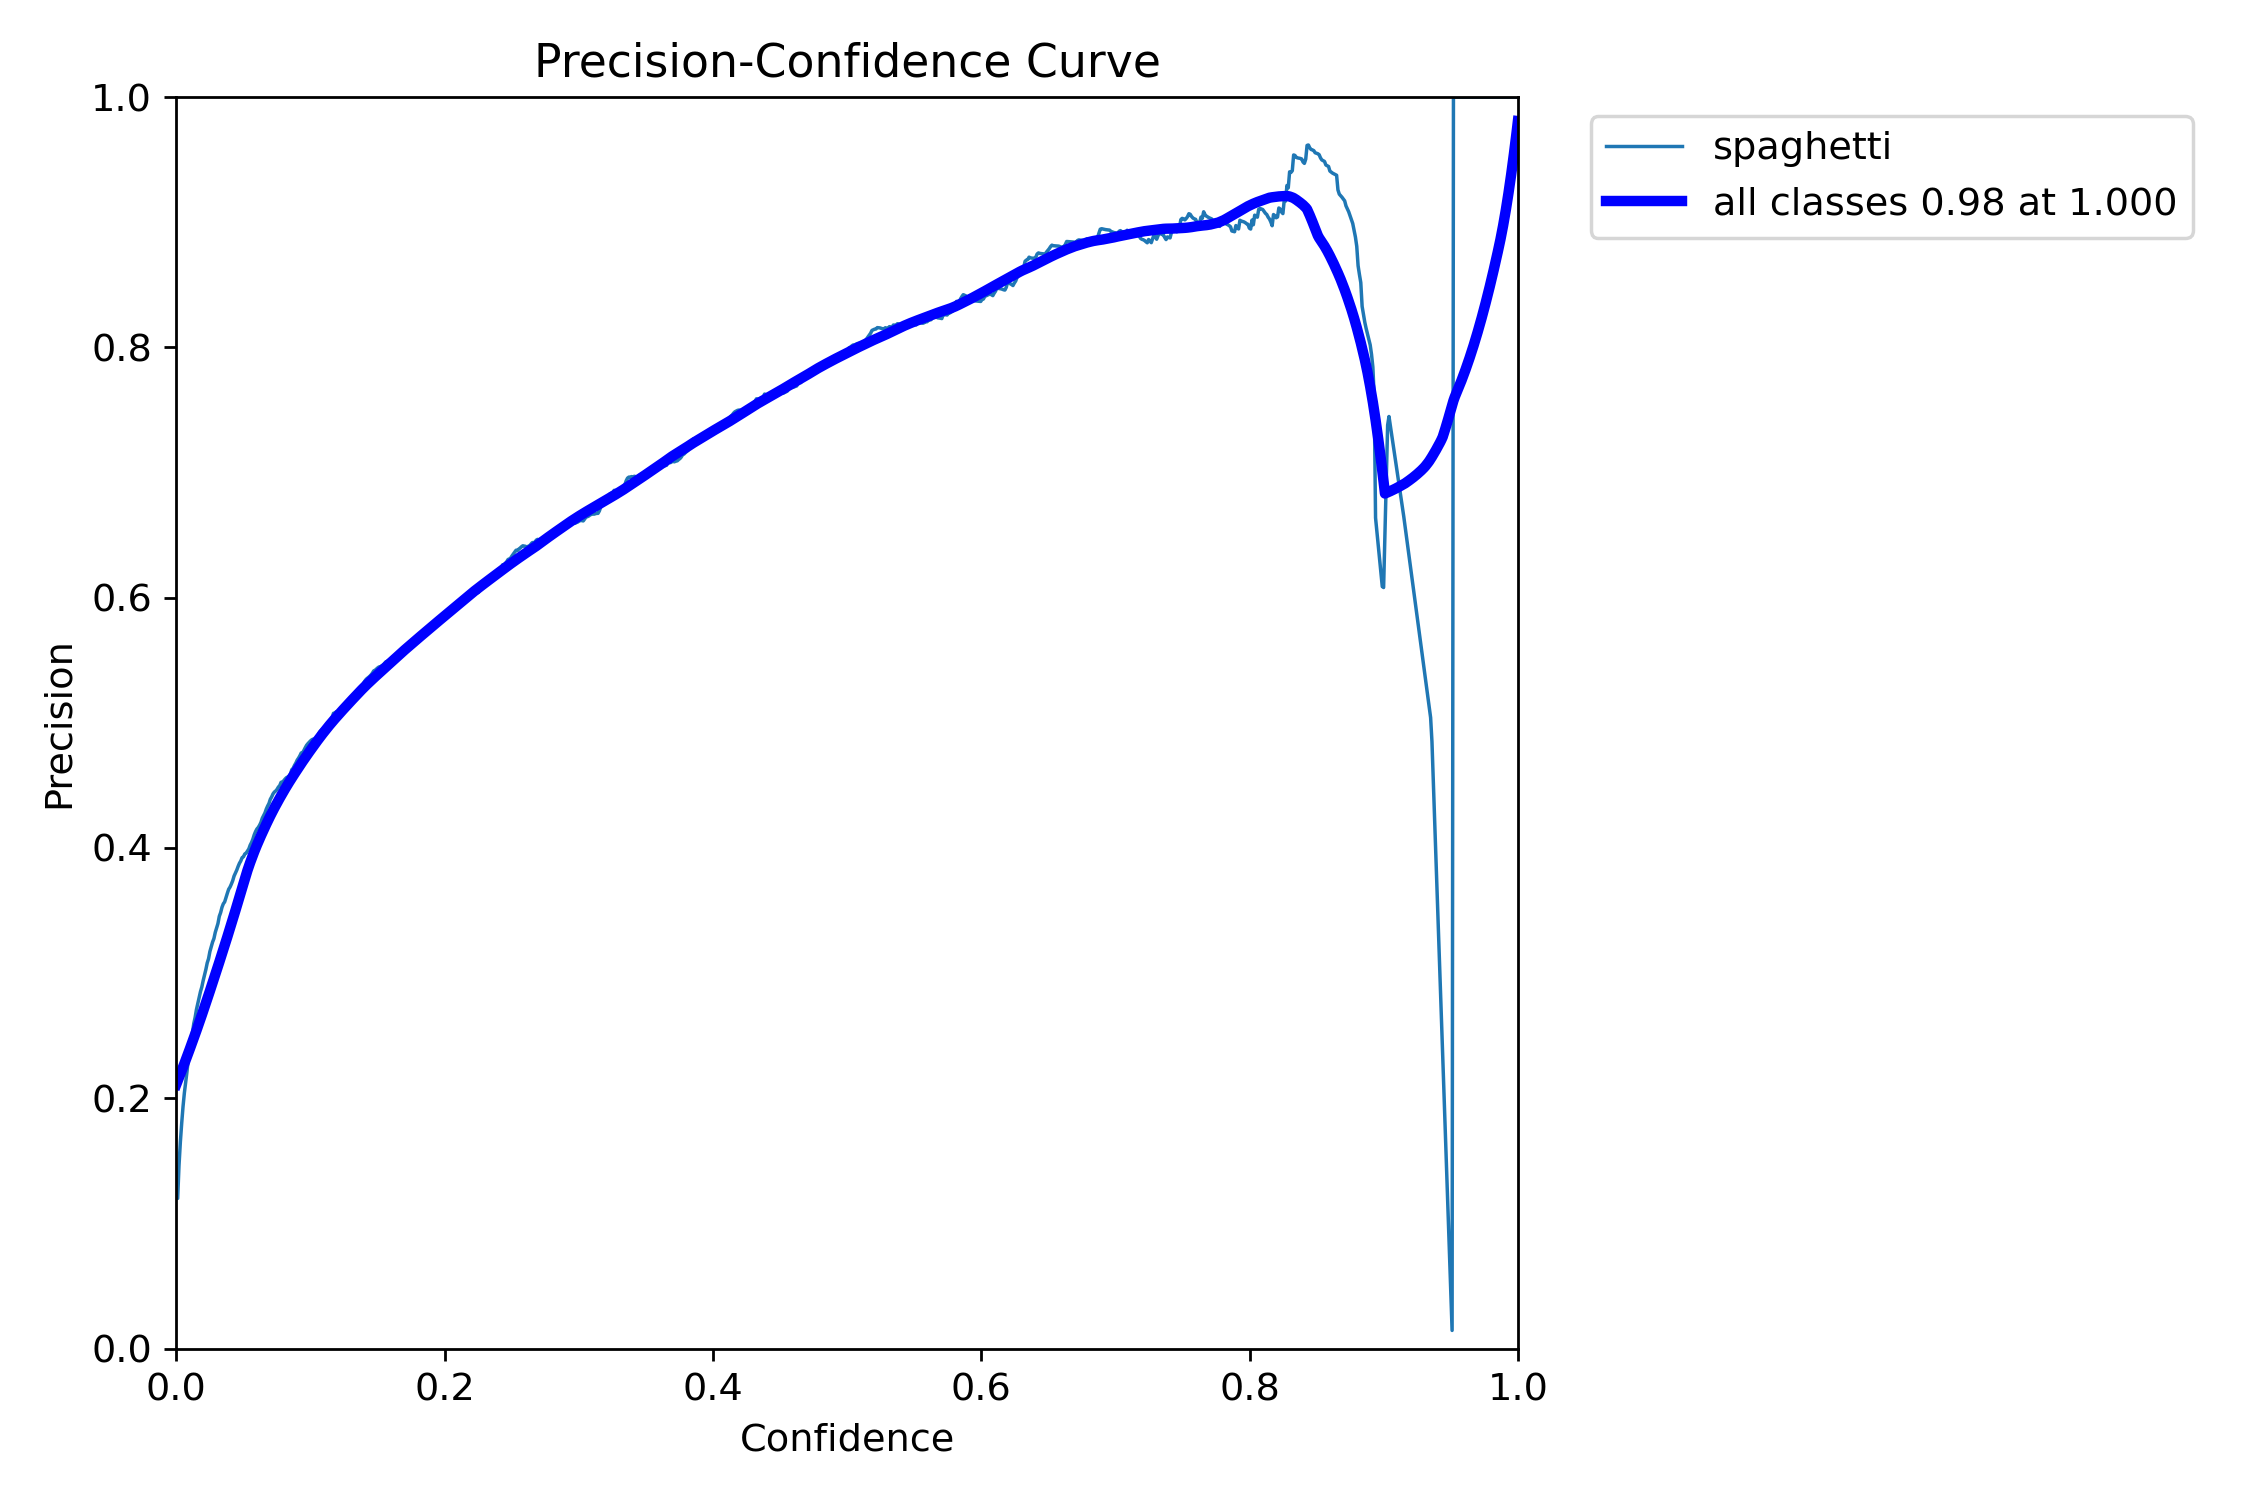 Precision-Confidence Curve
1.0
0.8
0.6
0.4
0.2
0.0
Precision
0.0 0.2 0.4 0.6 0.8 1.0
Confidence
spaghetti
all classes 0.98 at 1.000